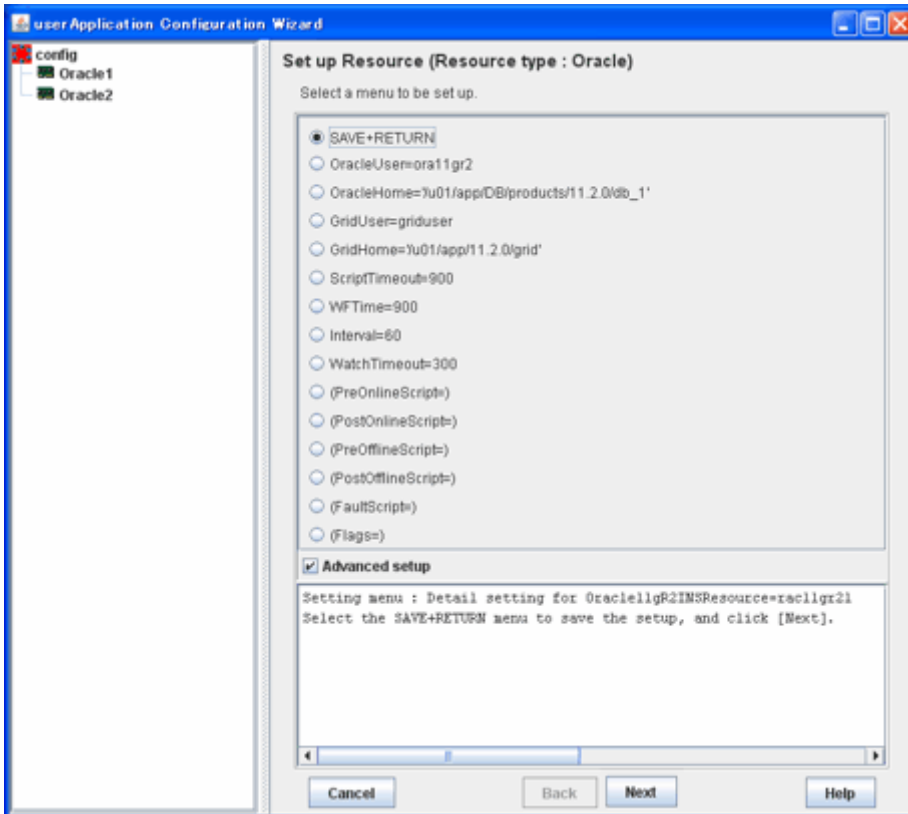 userApplication Configuration Wizard
config
Oracle1
Oracle2
Set up Resource (Resource type : Oracle)
Select a menu to be set up.
SAVE+RETURN
OracleUser=ora11gr2
OracleHome='/u01/app/DB/products/11.2.0/db_1'
GridUser=griduser
GridHome='/u01/app/11.2.0/grid'
ScriptTimeout=900
WFTime=900
Interval=60
WatchTimeout=300
(PreOnlineScript=)
(PostOnlineScript=)
(PreOfflineScript=)
(PostOfflineScript=)
(FaultScript=)
(Flags=)
Advanced setup
Setting menu : Detail setting for Oracle11gR2INSResource=rac11gr21
Select the SAVE+RETURN menu to save the setup, and click [Next].
Cancel
Back
Next
Help